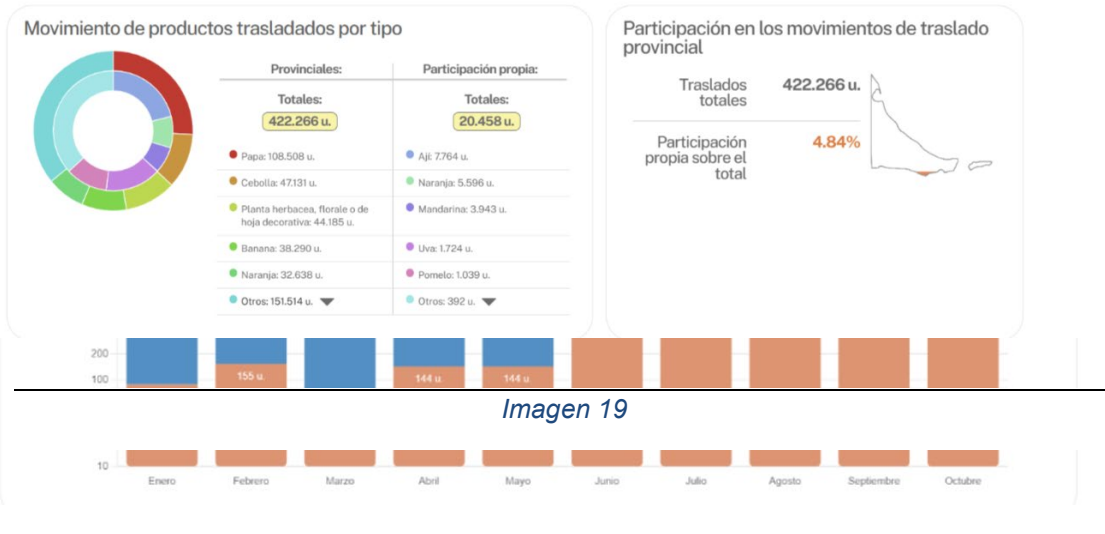 Movimiento de productos trasladados por tipo
Provinciales:
Participación propia:
Totales:
422.266 u.
Totales:
20.458 u.
Papa: 108.508 u.
Ají: 7.764 u.
Cebolla: 47.131 u.
Naranja: 5.596 u.
Planta herbacea, florale o de
hoja decorativa: 44.185 u.
Mandarina: 3.943 u.
Banana: 38.290 u.
Uva: 1.724 u.
Naranja: 32.638 u.
Pomelo: 1.039 u.
Otros: 151.514 u.
Otros: 392 u.
Participación en los movimientos de traslado
provincial
Traslados
totales
422.266 u.
Participación
propia sobre el
total
4.84%
200
100
155 u.
144 u.
144 u.
Imagen 19
10
Enero
Febrero
Marzo
Abril
Mayo
Junio
Julio
Agosto
Septiembre
Octubre